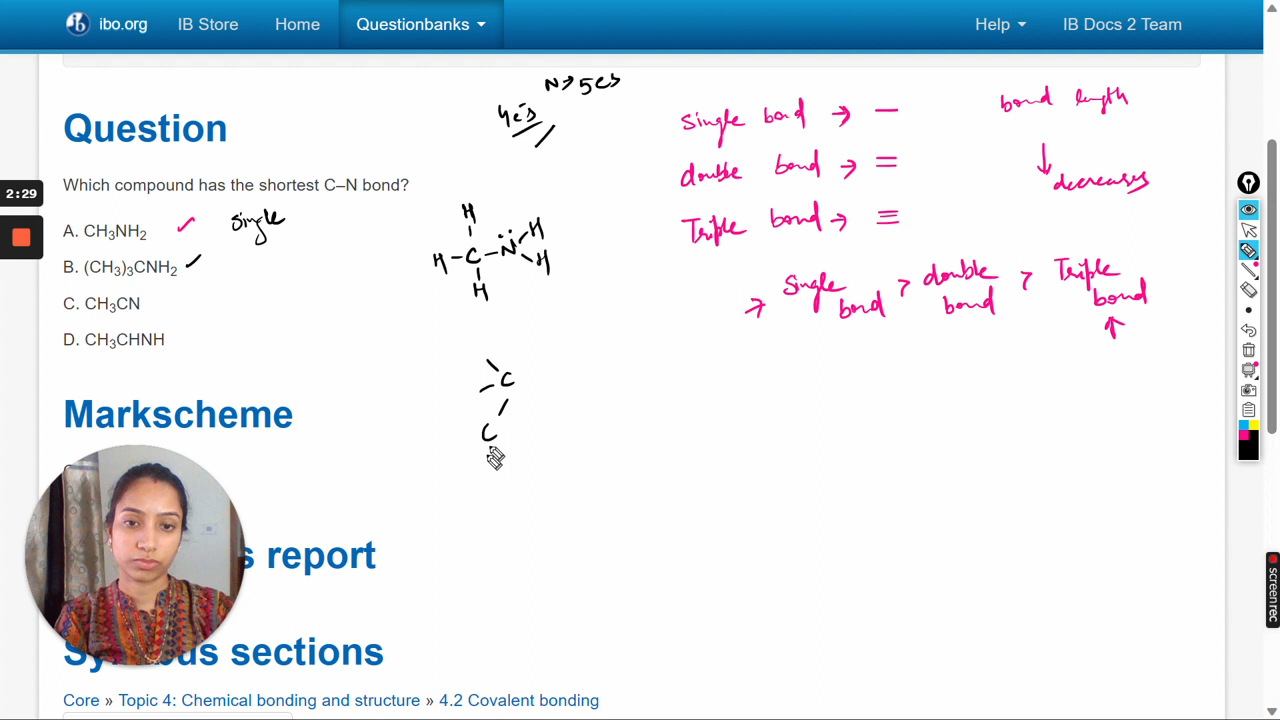 ibo.org IB Store Home Questionbanks Help IB Docs 2 Team
N → 5es
4e's
Question
Which compound has the shortest C–N bond?
A. CH3NH2 single
B. (CH3)3CNH2
C. CH3CN
D. CH3CHNH
H
H – C – N H
H
H
C
C
Single bond → –
double bond → =
Triple bond → ≡
bond length
↓ decreases
→ Single bond > double bond > Triple bond
↑
Markscheme
report
sections
Core » Topic 4: Chemical bonding and structure » 4.2 Covalent bonding
2:29
screenrec